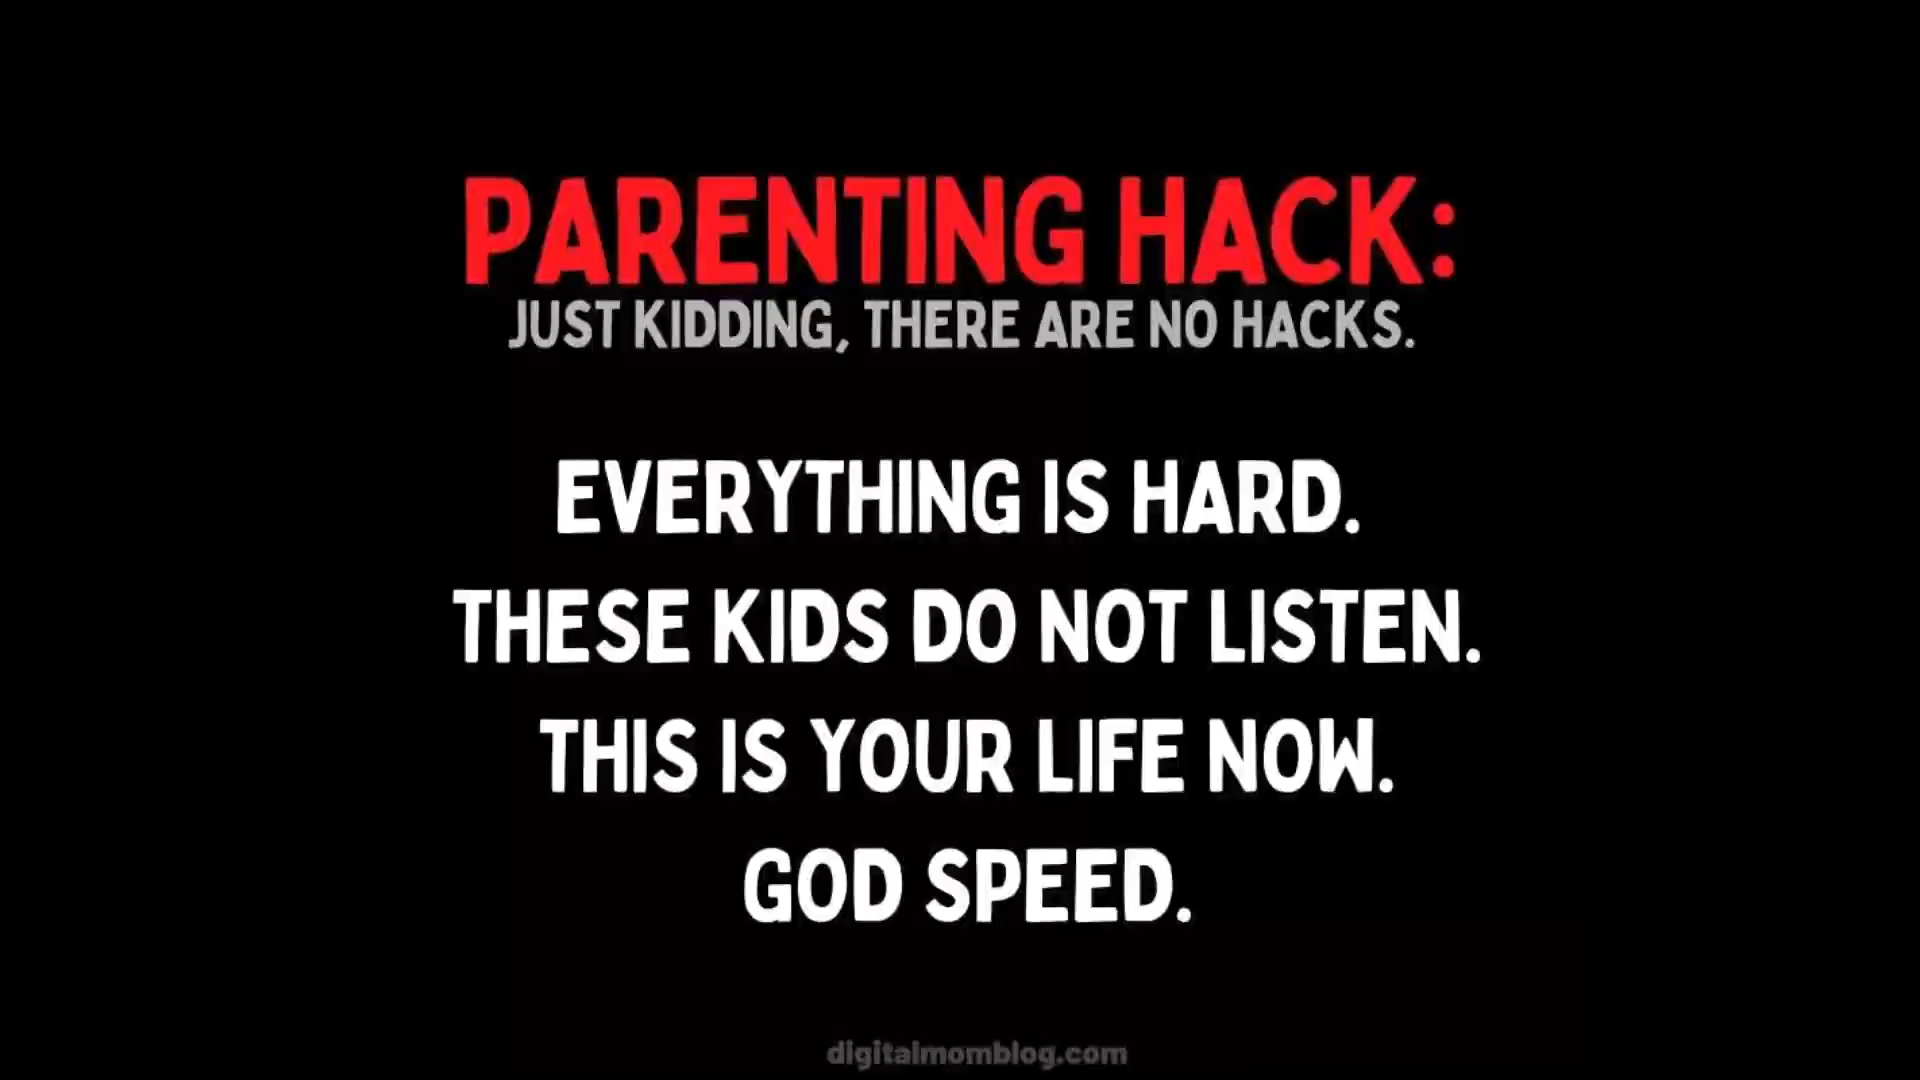 PARENTING HACK:
JUST KIDDING, THERE ARE NO HACKS.
EVERYTHING IS HARD.
THESE KIDS DO NOT LISTEN.
THIS IS YOUR LIFE NOW.
GOD SPEED.
digitalmomblog.com